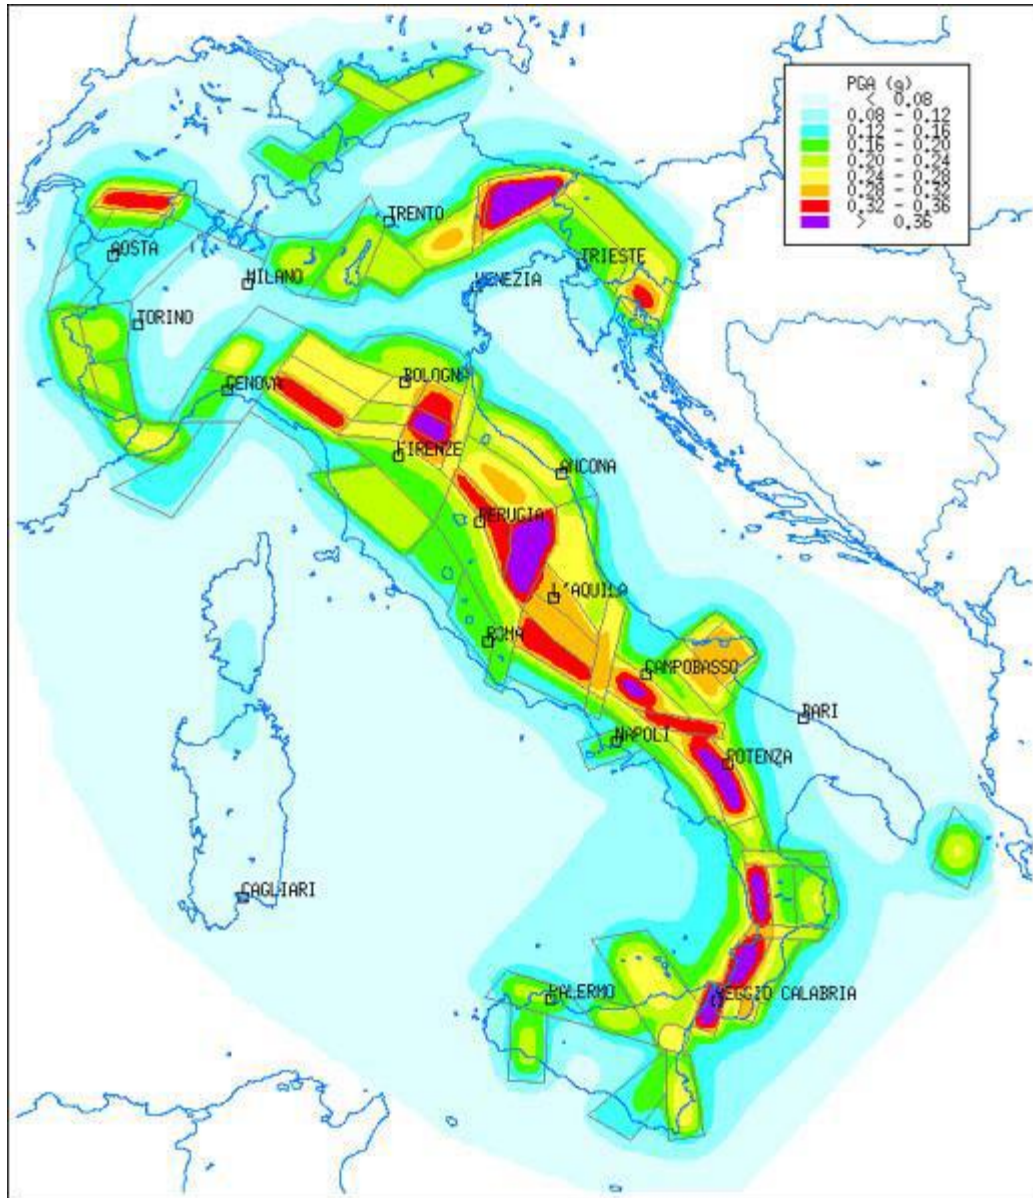 PGA (g)
< 0.08
0.08 - 0.12
0.12 - 0.16
0.16 - 0.20
0.20 - 0.24
0.24 - 0.28
0.28 - 0.32
0.32 - 0.36
> 0.36
TRENTO
AOSTA
TRIESTE
MILANO
VENEZIA
TORINO
BOLOGNA
GENOVA
FIRENZE
ANCONA
PERUGIA
L'AQUILA
ROMA
CAMPOBASSO
BARI
NAPOLI
POTENZA
CAGLIARI
PALERMO
REGGIO CALABRIA